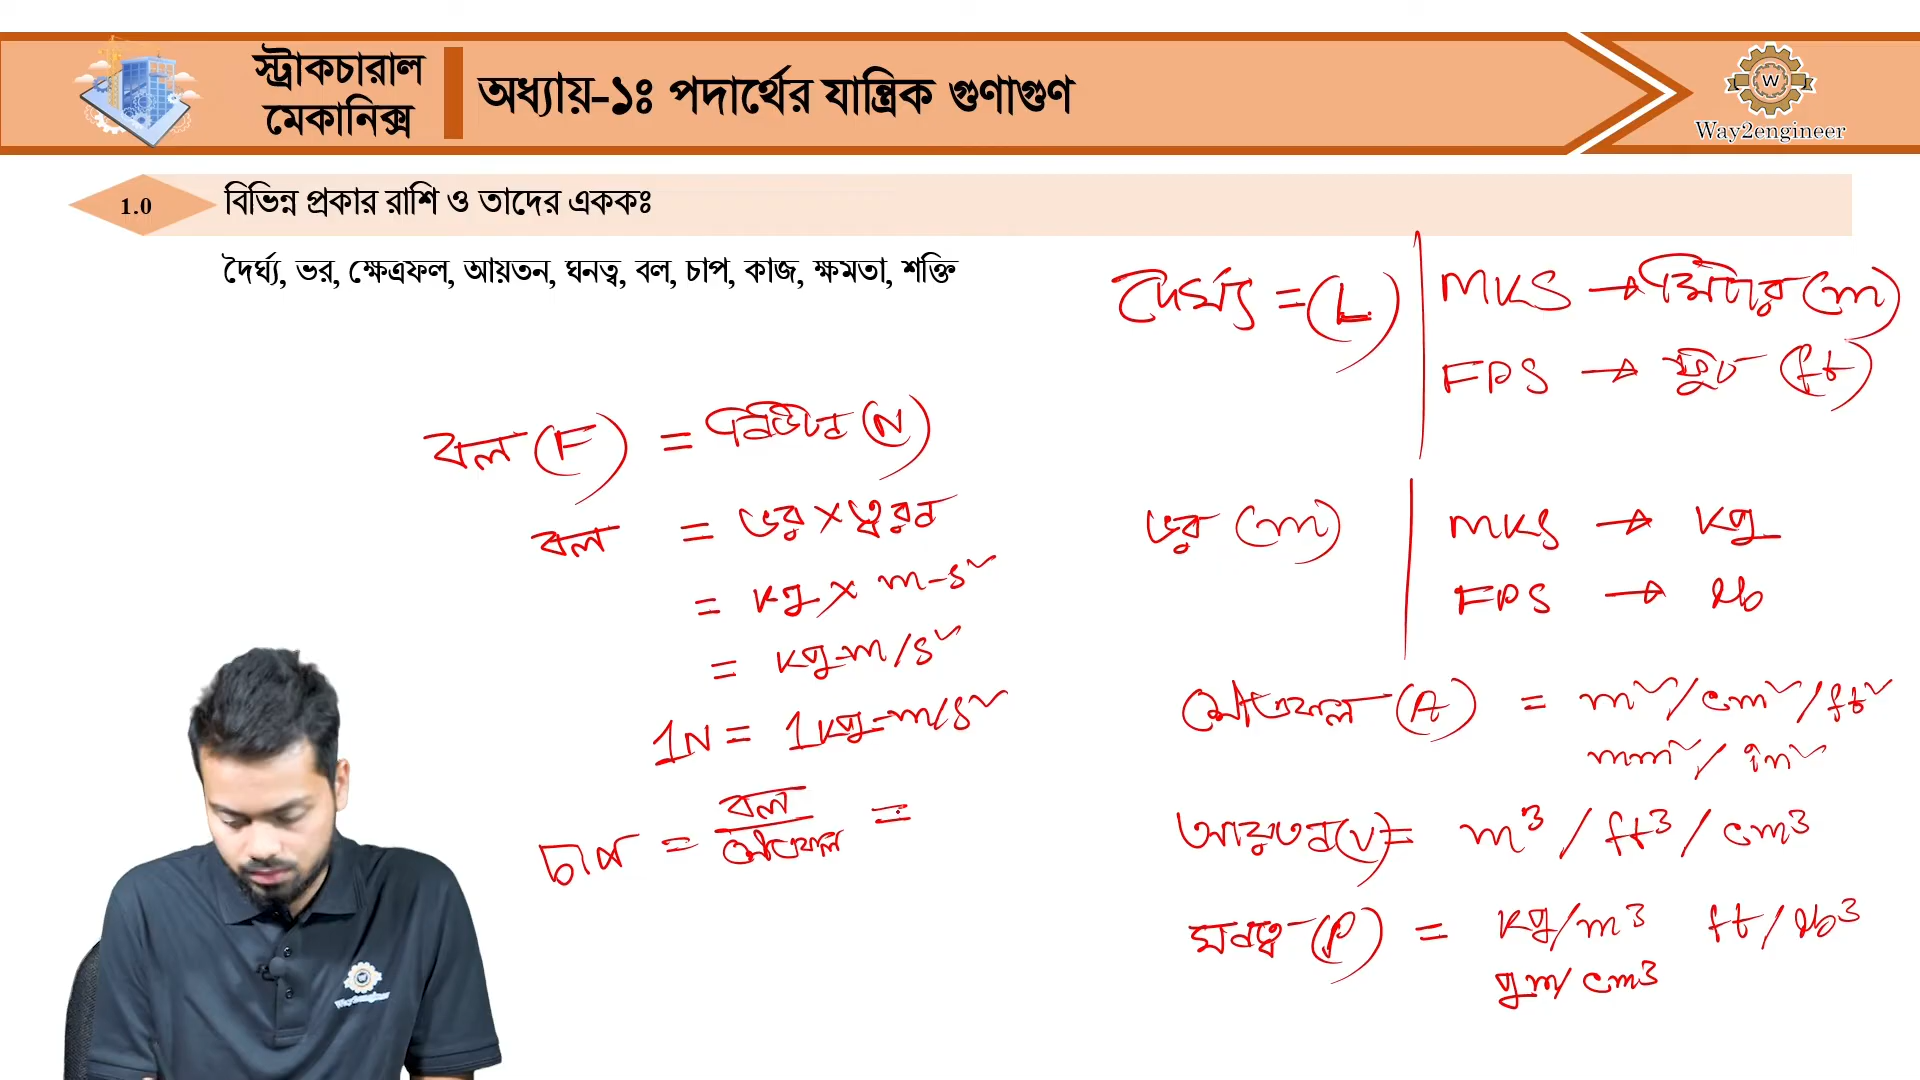 স্ট্রাকচারাল
মেকানিক্স
অধ্যায়-১ঃ পদার্থের যান্ত্রিক গুণাগুণ
W
Way2engineer
1.0
বিভিন্ন প্রকার রাশি ও তাদের এককঃ
দৈর্ঘ্য, ভর, ক্ষেত্রফল, আয়তন, ঘনত্ব, বল, চাপ, কাজ, ক্ষমতা, শক্তি
দৈর্ঘ্য = (L)
MKS → মিটার (m)
FPS → ফুট (ft)
ভর (m)
MKS → kg
FPS → lb
ক্ষেত্রফল (A) = m² / cm² / ft²
mm² / in²
আয়তন (V) = m³ / ft³ / cm³
ঘনত্ব (ρ) = kg/m³ ft/lb³
gm/cm³
বল (F) = নিউটন (N)
বল = ভর × ত্বরন
= kg × m-s²
= kg-m/s²
1N = 1kg-m/s²
চাপ = বল / ক্ষেত্রফল =
Way2engineer